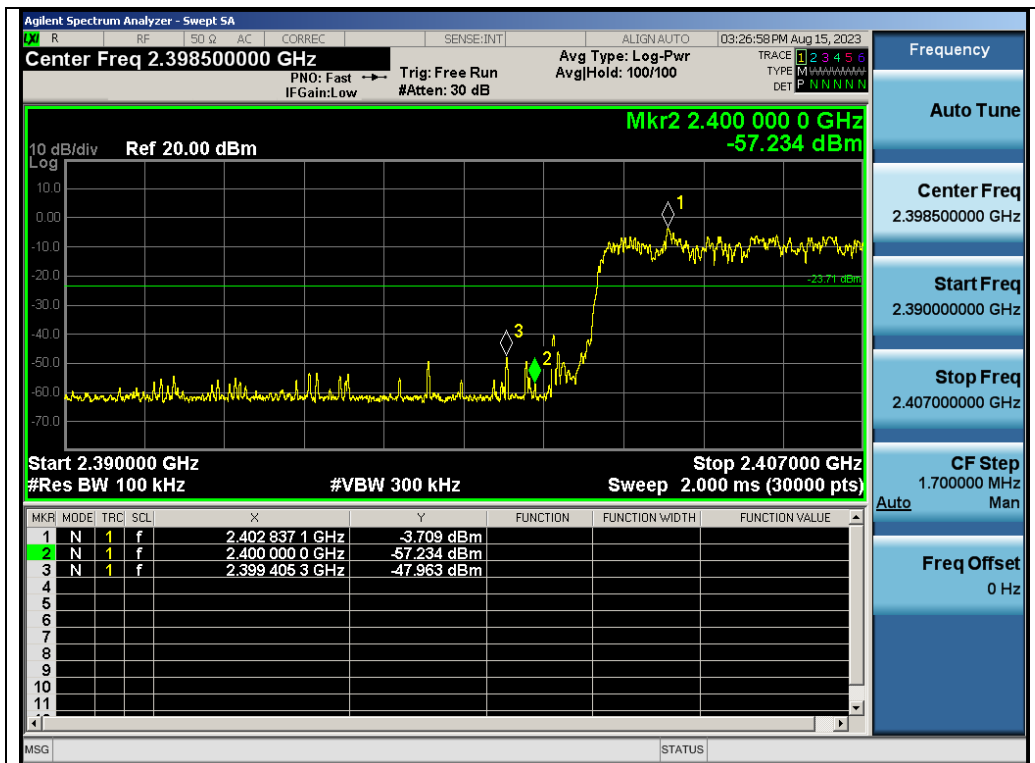 Agilent Spectrum Analyzer - Swept SA
LXI R RF 50 Ω AC CORREC SENSE:INT ALIGN AUTO 03:26:58 PM Aug 15, 2023
Center Freq 2.398500000 GHz
PNO: Fast
IFGain:Low
Trig: Free Run
#Atten: 30 dB
Avg Type: Log-Pwr
Avg|Hold: 100/100
TRACE 1 2 3 4 5 6
TYPE M
DET P N N N N N
Mkr2 2.400 000 0 GHz
-57.234 dBm
10 dB/div
Log
Ref 20.00 dBm
10.0
0.00
-10.0
-20.0
-30.0
-40.0
-50.0
-60.0
-70.0
1
-23.71 dBm
3
2
Start 2.390000 GHz
Stop 2.407000 GHz
#Res BW 100 kHz
#VBW 300 kHz
Sweep 2.000 ms (30000 pts)
MKR MODE TRC SCL X Y FUNCTION FUNCTION WIDTH FUNCTION VALUE
1 N 1 f 2.402 837 1 GHz -3.709 dBm
2 N 1 f 2.400 000 0 GHz -57.234 dBm
3 N 1 f 2.399 405 3 GHz -47.963 dBm
4
5
6
7
8
9
10
11
MSG
STATUS
Frequency
Auto Tune
Center Freq
2.398500000 GHz
Start Freq
2.390000000 GHz
Stop Freq
2.407000000 GHz
CF Step
1.700000 MHz
Auto Man
Freq Offset
0 Hz